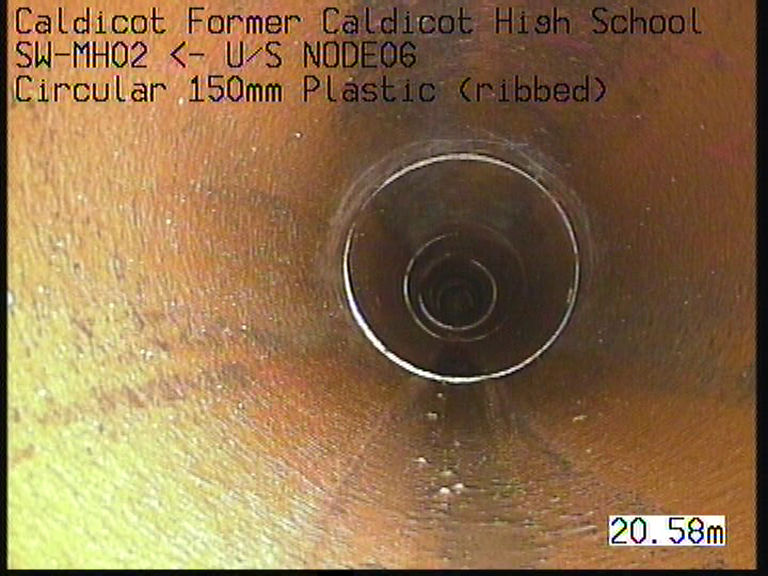 Caldicot Former Caldicot High School
SW-MH02 <- U/S NODE06
Circular 150mm Plastic (ribbed)
20.58m